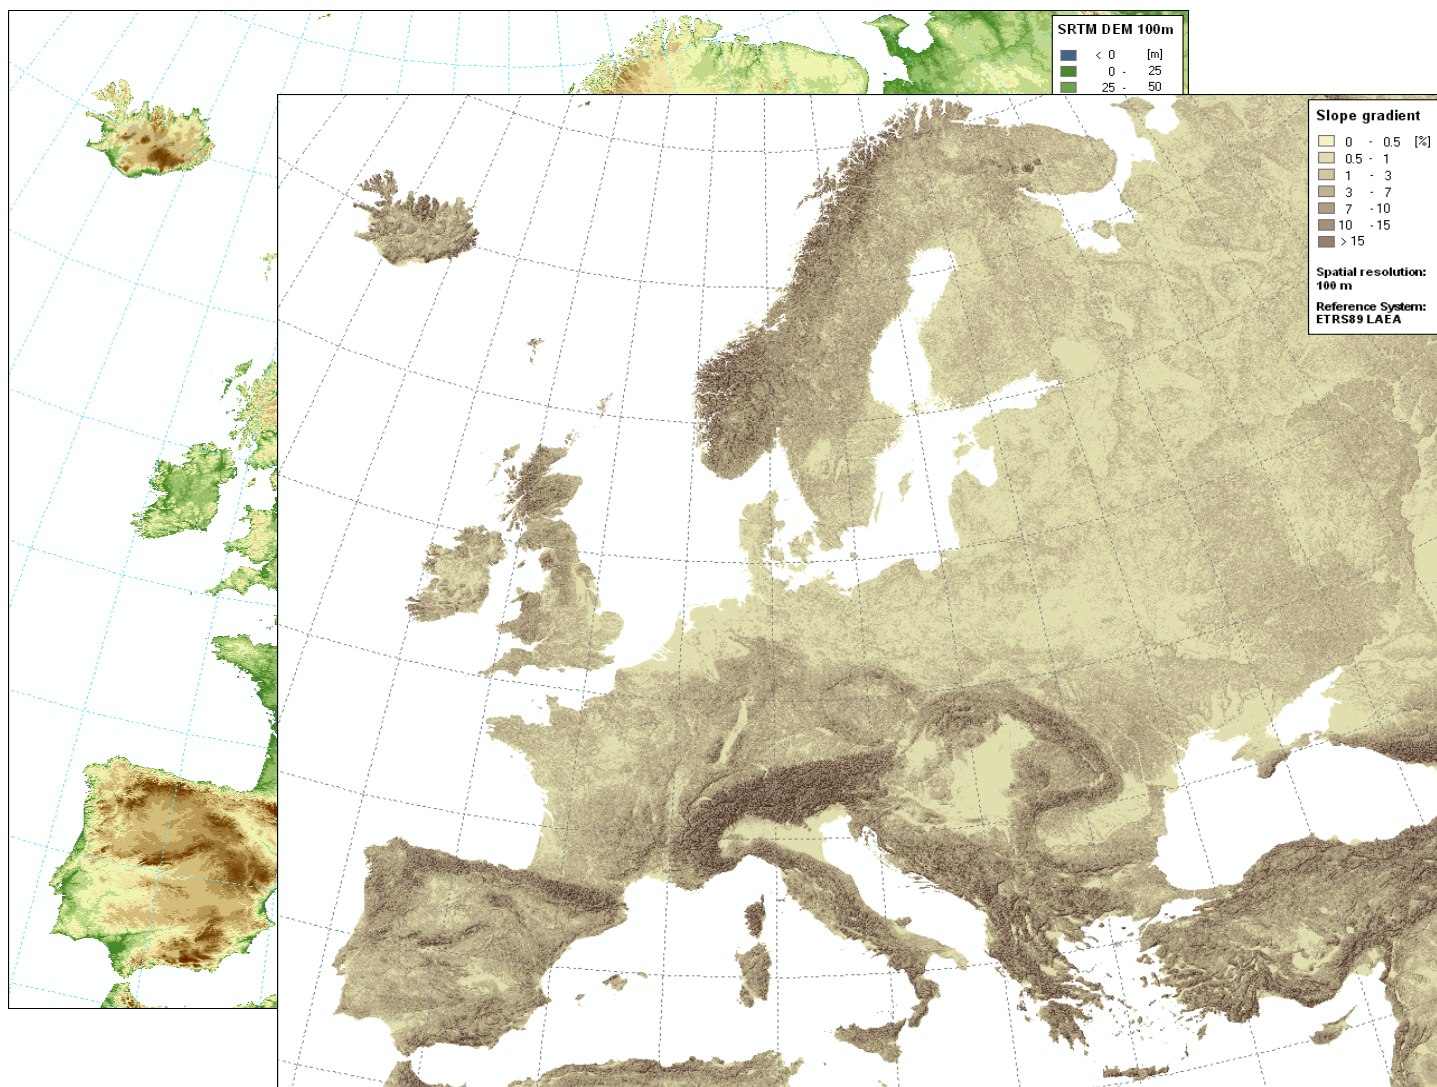 SRTM DEM 100m
< 0 [m]
0 - 25
25 - 50
Slope gradient
0 - 0.5 [%]
0.5 - 1
1 - 3
3 - 7
7 - 10
10 - 15
> 15
Spatial resolution:
100 m
Reference System:
ETRS89 LAEA